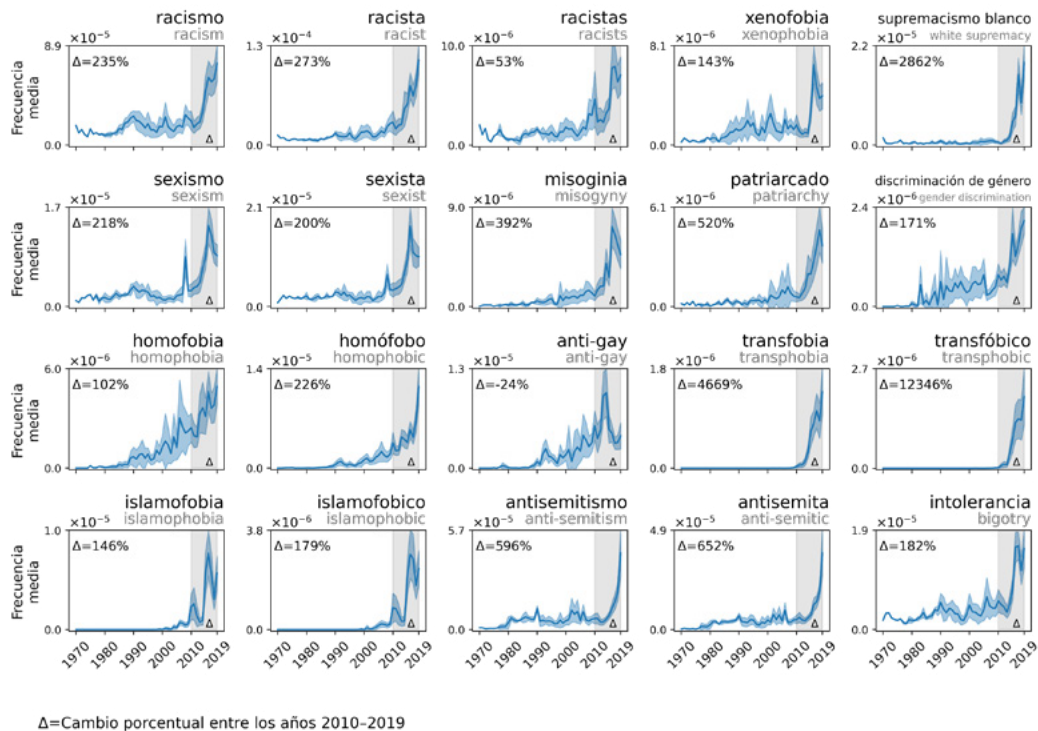 racismo
racism
8.9 ×10⁻⁵
Δ=235%
0.0
Δ
Frecuencia
media
racista
racist
1.3 ×10⁻⁴
Δ=273%
0.0
Δ
racistas
racists
10.0 ×10⁻⁶
Δ=53%
0.0
Δ
xenofobia
xenophobia
8.1 ×10⁻⁶
Δ=143%
0.0
Δ
supremacismo blanco
white supremacy
2.2 ×10⁻⁵
Δ=2862%
0.0
Δ
sexismo
sexism
1.7 ×10⁻⁵
Δ=218%
0.0
Δ
Frecuencia
media
sexista
sexist
2.1 ×10⁻⁵
Δ=200%
0.0
Δ
misoginia
misogyny
9.0 ×10⁻⁶
Δ=392%
0.0
Δ
patriarcado
patriarchy
6.1 ×10⁻⁶
Δ=520%
0.0
Δ
discriminación de género
gender discrimination
2.4 ×10⁻⁶
Δ=171%
0.0
Δ
homofobia
homophobia
6.0 ×10⁻⁶
Δ=102%
0.0
Δ
Frecuencia
media
homófobo
homophobic
1.4 ×10⁻⁵
Δ=226%
0.0
Δ
anti-gay
anti-gay
1.3 ×10⁻⁵
Δ=-24%
0.0
Δ
transfobia
transphobia
1.8 ×10⁻⁶
Δ=4669%
0.0
Δ
transfóbico
transphobic
2.7 ×10⁻⁶
Δ=12346%
0.0
Δ
islamofobia
islamophobia
1.0 ×10⁻⁵
Δ=146%
0.0
Δ
Frecuencia
media
1970 1980 1990 2000 2010 2019
islamofobico
islamophobic
3.8 ×10⁻⁶
Δ=179%
0.0
Δ
1970 1980 1990 2000 2010 2019
antisemitismo
anti-semitism
5.7 ×10⁻⁵
Δ=596%
0.0
Δ
1970 1980 1990 2000 2010 2019
antisemita
anti-semitic
4.9 ×10⁻⁵
Δ=652%
0.0
Δ
1970 1980 1990 2000 2010 2019
intolerancia
bigotry
1.9 ×10⁻⁵
Δ=182%
0.0
Δ
1970 1980 1990 2000 2010 2019
Δ=Cambio porcentual entre los años 2010–2019